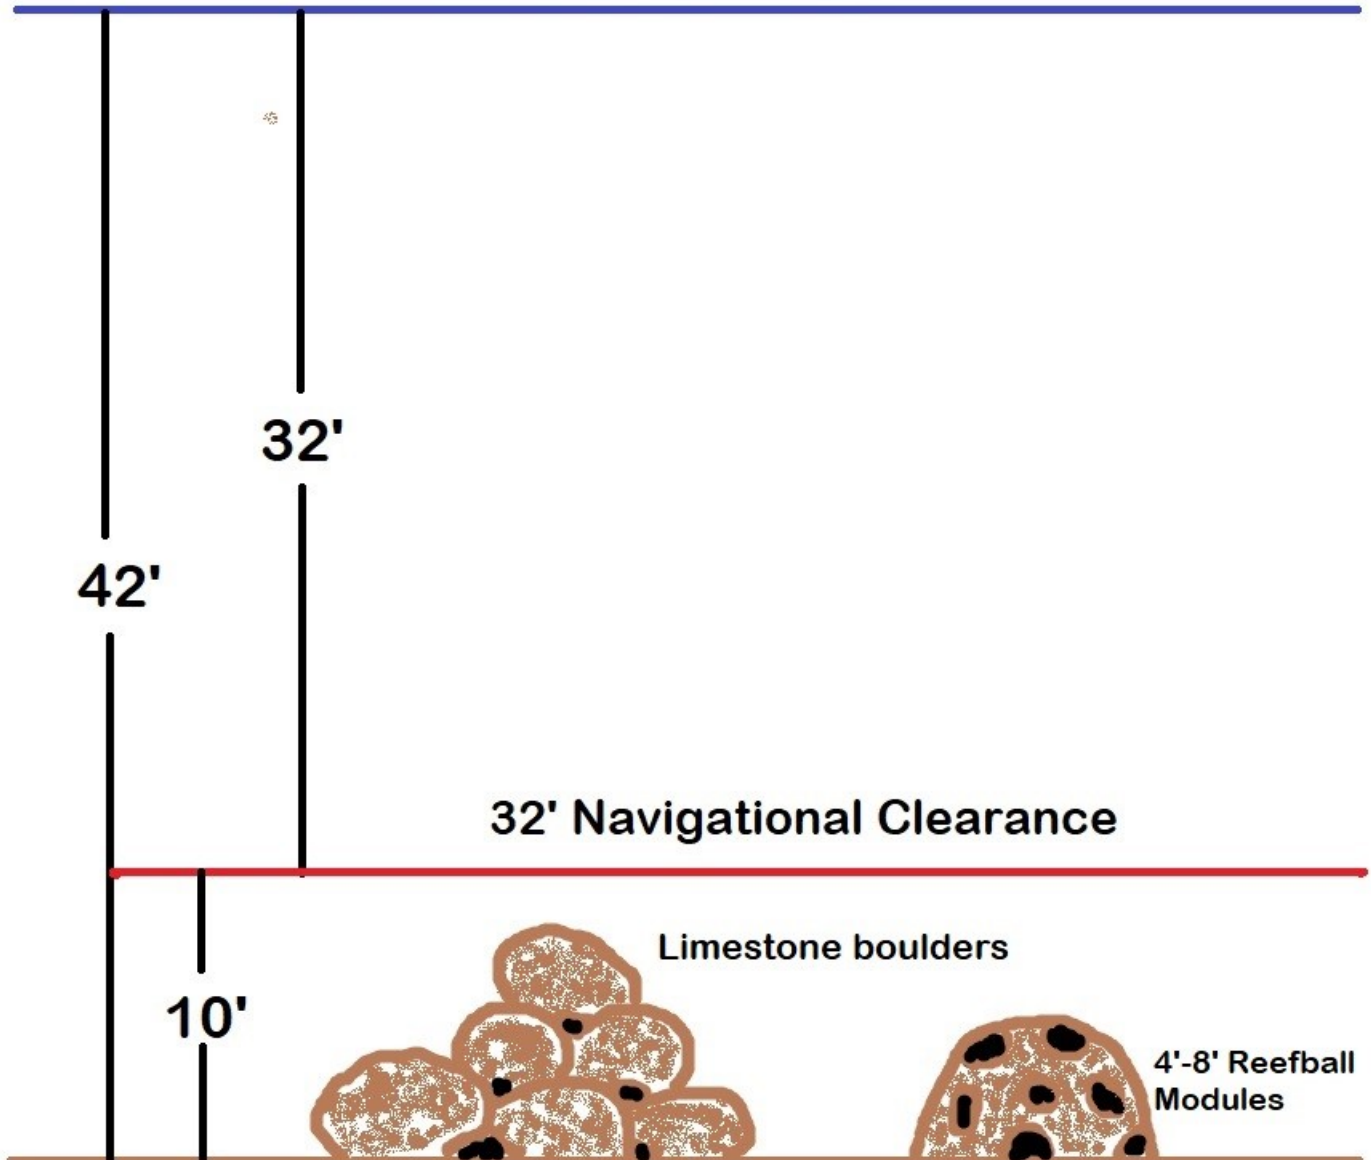 32'
42'
32' Navigational Clearance
Limestone boulders
10'
4'-8' Reefball
Modules